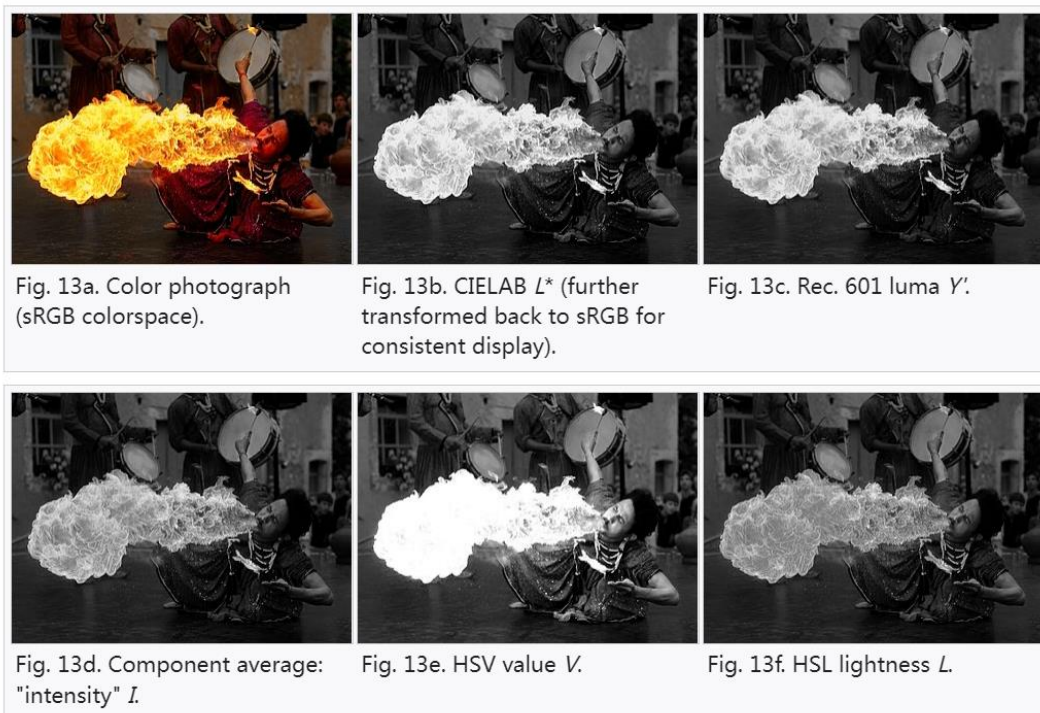 Fig. 13a. Color photograph
(sRGB colorspace).
Fig. 13b. CIELAB L* (further
transformed back to sRGB for
consistent display).
Fig. 13c. Rec. 601 luma Y′.
Fig. 13d. Component average:
"intensity" I.
Fig. 13e. HSV value V.
Fig. 13f. HSL lightness L.